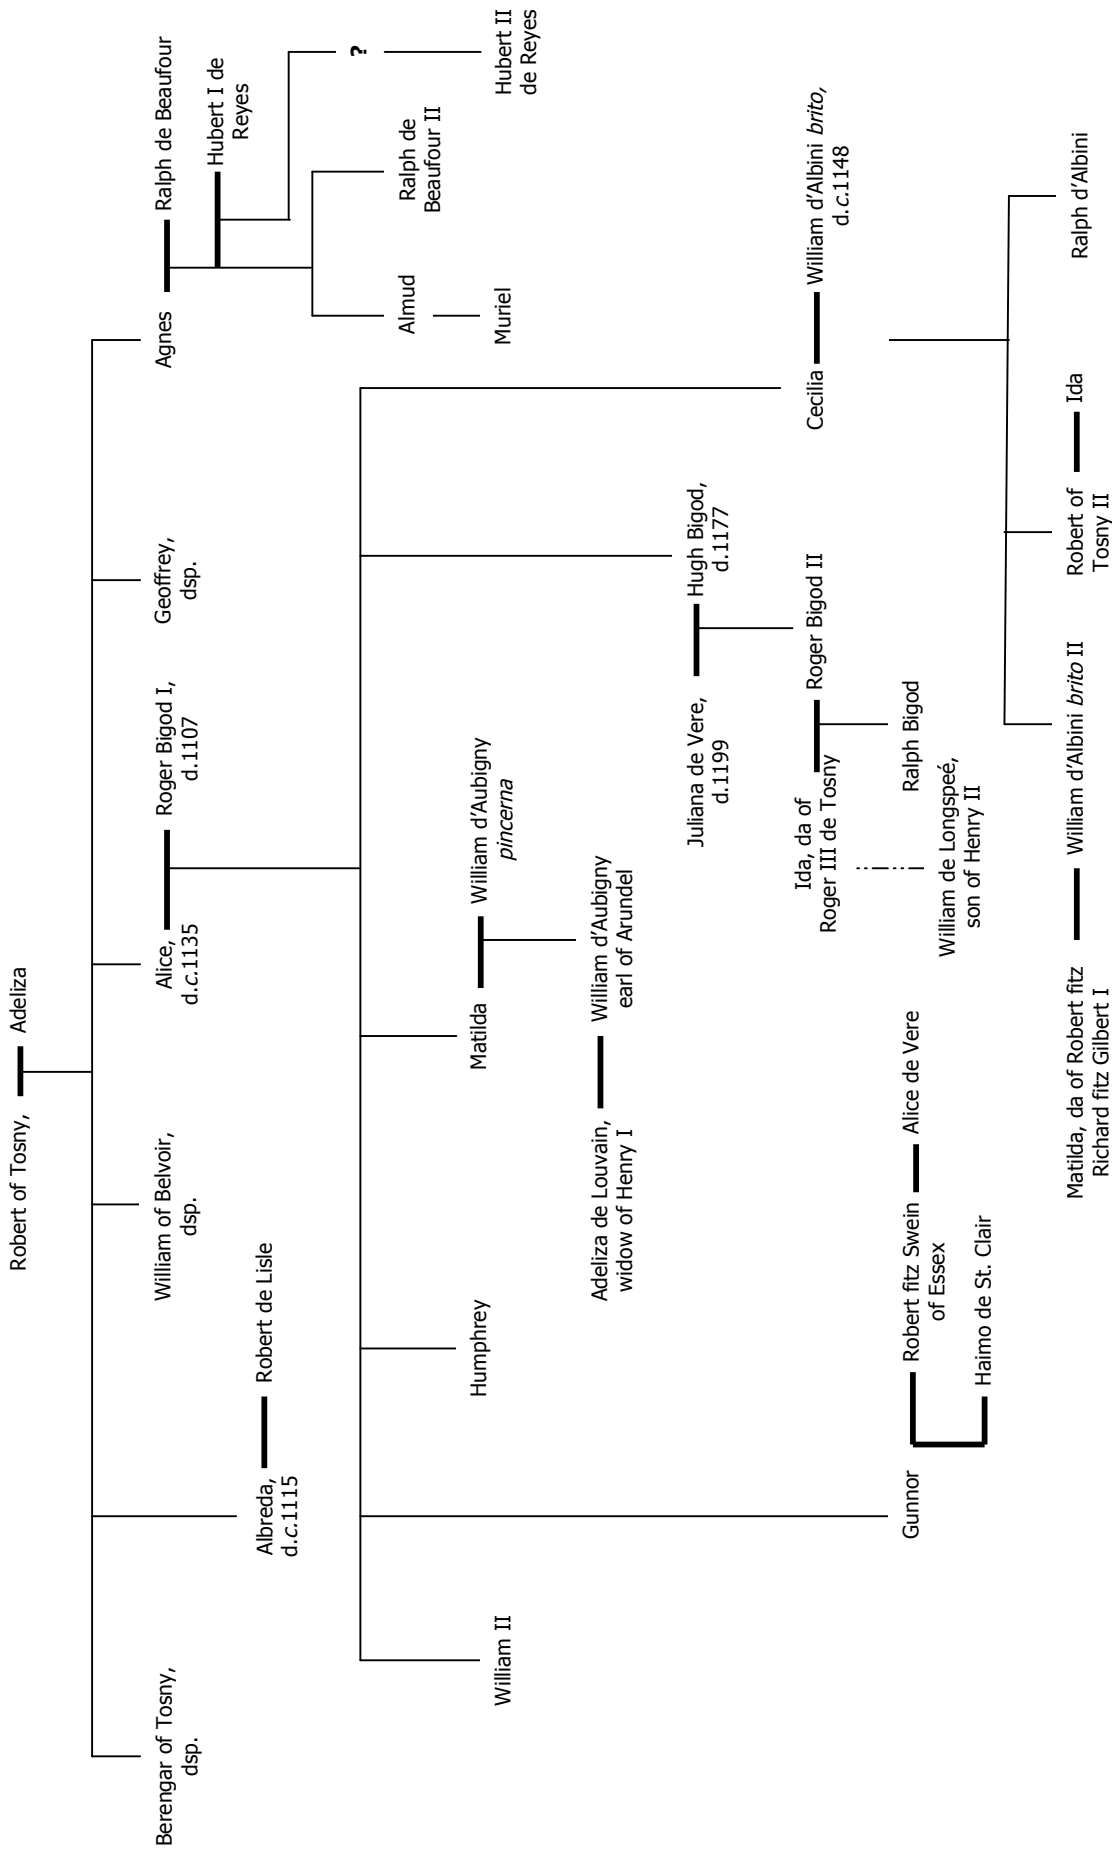 Robert of Tosny,
Adeliza
Berengar of Tosny,
dsp.
Albreda,
d.c.1115
Robert de Lisle
William of Belvoir,
dsp.
Alice,
d.c.1135
Roger Bigod I,
d.1107
Geoffrey,
dsp.
Agnes
Ralph de Beaufour
Hubert I de
Reyes
?
Almud
Ralph de
Beaufour II
Muriel
Hubert II
de Reyes
William II
Humphrey
Matilda
William d'Aubigny
pincerna
Adeliza de Louvain,
widow of Henry I
William d'Aubigny
earl of Arundel
Juliana de Vere,
d.1199
Hugh Bigod,
d.1177
Ida, da of
Roger III de Tosny
Roger Bigod II
Cecilia
William d'Albini brito,
d.c.1148
Gunnor
Robert fitz Swein
of Essex
Alice de Vere
Haimo de St. Clair
William de Longspeé,
son of Henry II
Ralph Bigod
Matilda, da of Robert fitz
Richard fitz Gilbert I
William d'Albini brito II
Robert of
Tosny II
Ida
Ralph d'Albini